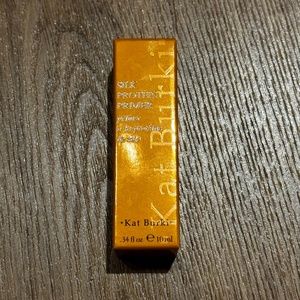 SILK
PROTEIN
PRIMER
Kat Burki
•Kat Burki•
.34 fl oz ℮ 10 ml